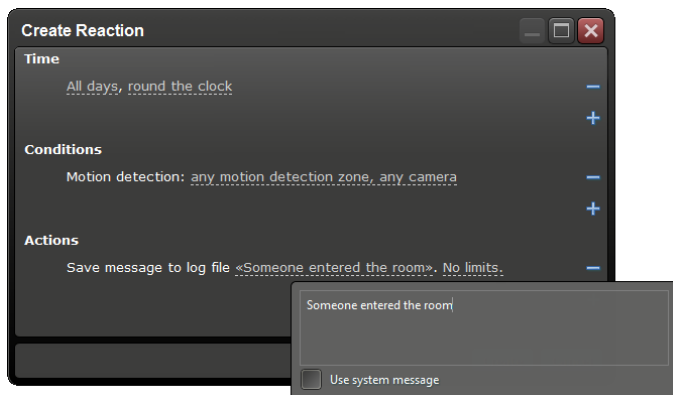 Create Reaction
Time
All days, round the clock
Conditions
Motion detection: any motion detection zone, any camera
Actions
Save message to log file «Someone entered the room». No limits.
Someone entered the room
Use system message